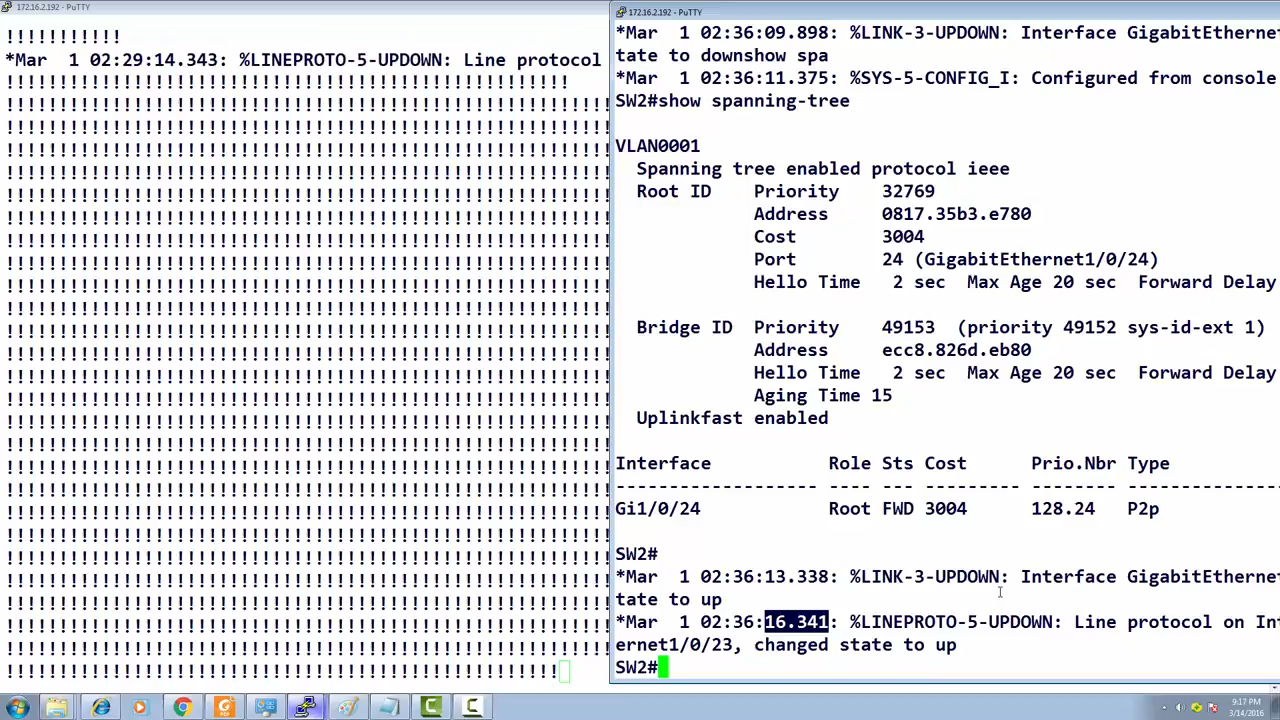 172.16.2.192 - PuTTY
!!!!!!!!!!!
*Mar  1 02:29:14.343: %LINEPROTO-5-UPDOWN: Line protocol
172.16.2.192 - PuTTY
*Mar  1 02:36:09.898: %LINK-3-UPDOWN: Interface GigabitEthernet
tate to downshow spa
*Mar  1 02:36:11.375: %SYS-5-CONFIG_I: Configured from console
SW2#show spanning-tree
VLAN0001
Spanning tree enabled protocol ieee
Root ID    Priority    32769
Address     0817.35b3.e780
Cost        3004
Port        24 (GigabitEthernet1/0/24)
Hello Time   2 sec  Max Age 20 sec  Forward Delay
Bridge ID  Priority    49153  (priority 49152 sys-id-ext 1)
Address     ecc8.826d.eb80
Hello Time   2 sec  Max Age 20 sec  Forward Delay
Aging Time 15
Uplinkfast enabled
Interface           Role Sts Cost      Prio.Nbr Type
------------------- ---- --- --------- -------- ---------------
Gi1/0/24            Root FWD 3004      128.24   P2p
SW2#
*Mar  1 02:36:13.338: %LINK-3-UPDOWN: Interface GigabitEthernet
tate to up
*Mar  1 02:36:16.341: %LINEPROTO-5-UPDOWN: Line protocol on Int
ernet1/0/23, changed state to up
SW2#
9:17 PM
3/14/2016